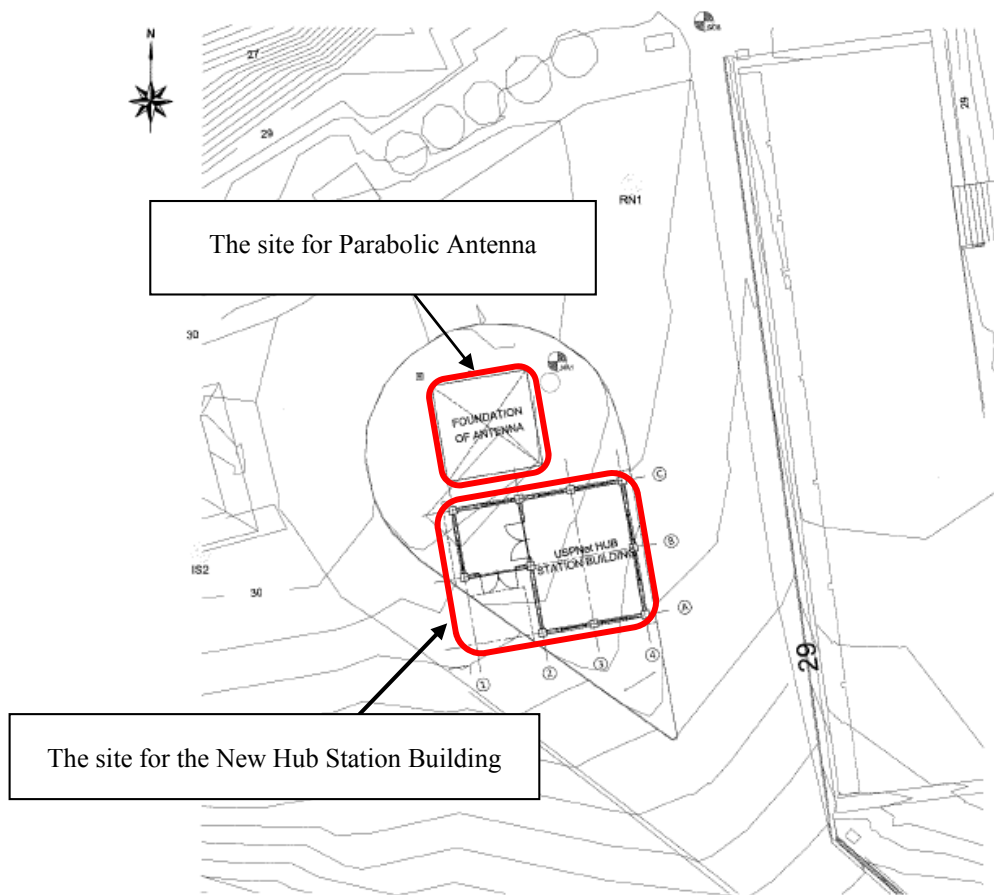 N
27
29
29
RN1
The site for Parabolic Antenna
30
FOUNDATION
OF ANTENNA
C
B
USPNet HUB
STATION BUILDING
IS2
30
A
29
1
2
3
4
The site for the New Hub Station Building